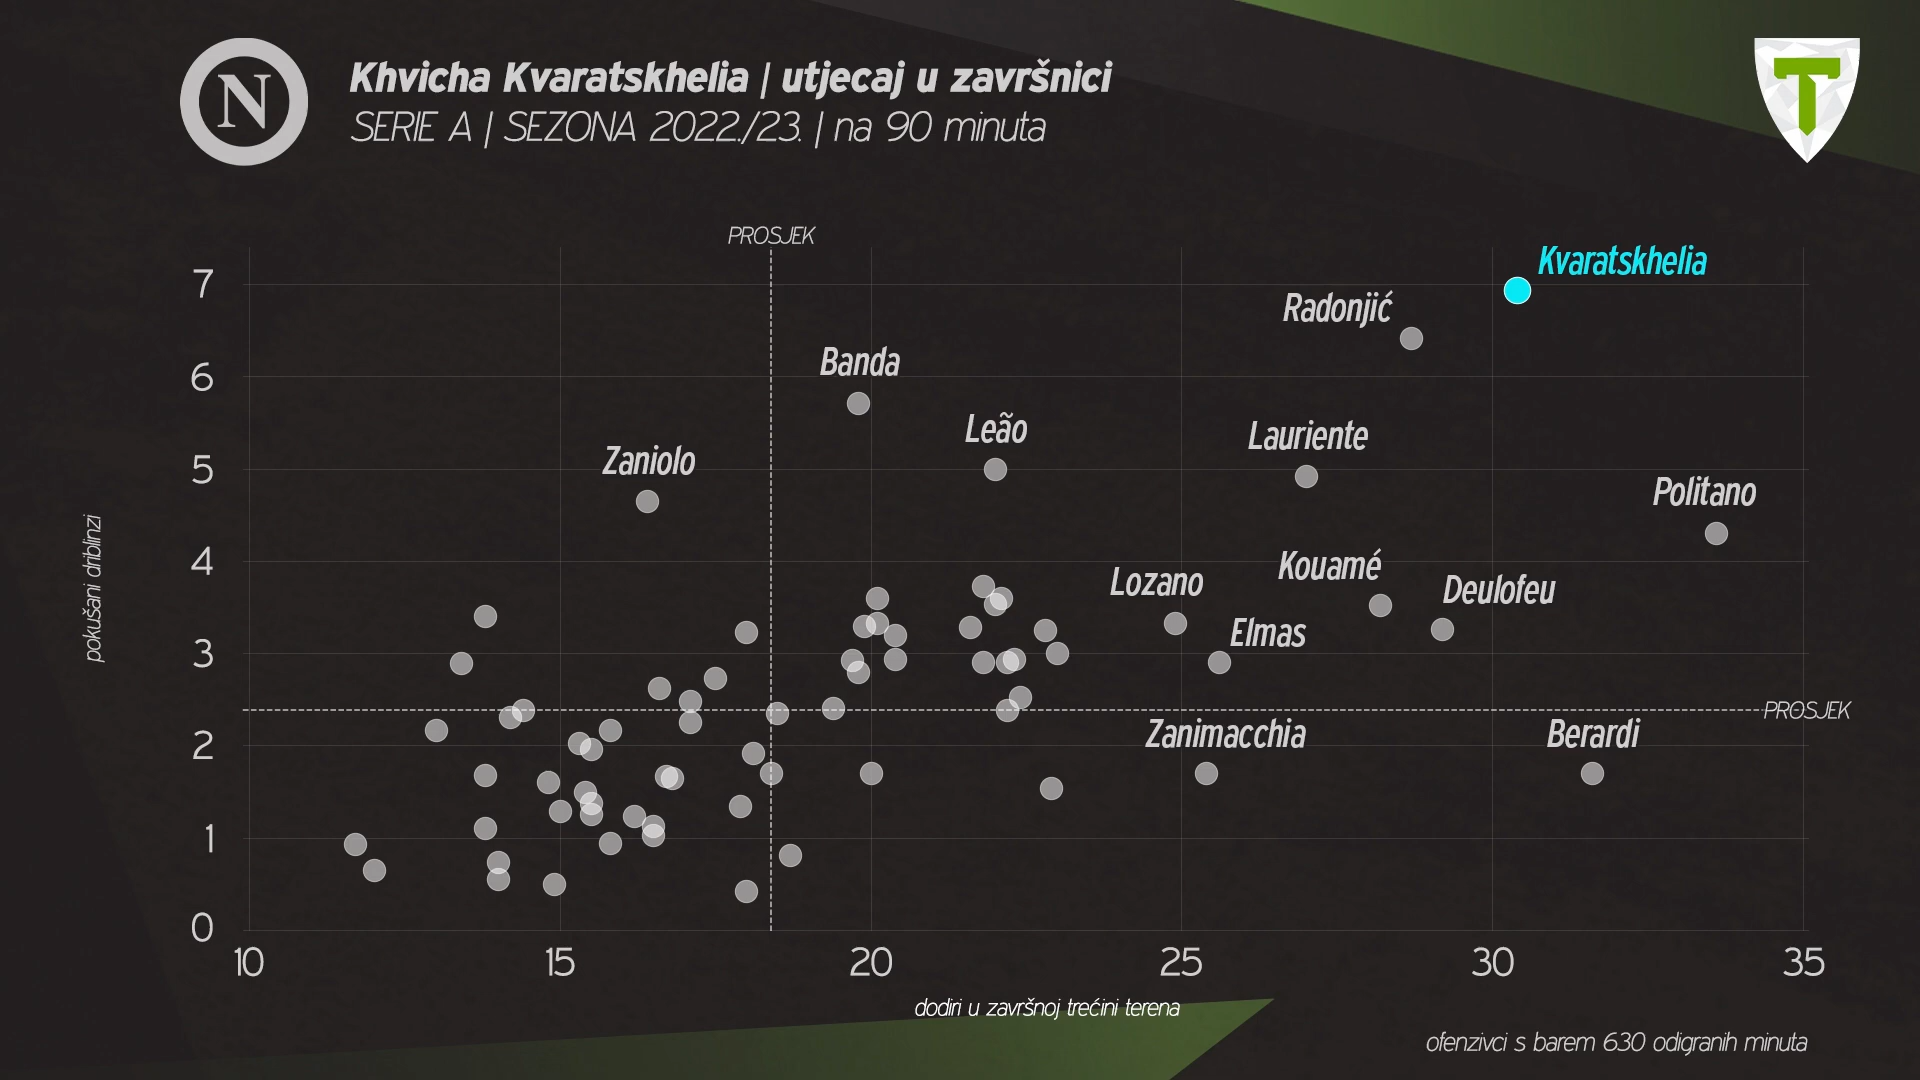 N
Khvicha Kvaratskhelia | utjecaj u završnici
SERIE A | SEZONA 2022./23. | na 90 minuta
T
PROSJEK
Kvaratskhelia
7
Radonjić
Banda
6
Leão
Lauriente
Zaniolo
5
Politano
4
Kouamé
Lozano
Deulofeu
pokušani driblinzi
Elmas
3
PROSJEK
Zanimacchia
Berardi
2
1
0
10 15 20 25 30 35
dodiri u završnoj trećini terena
ofenzivci s barem 630 odigranih minuta